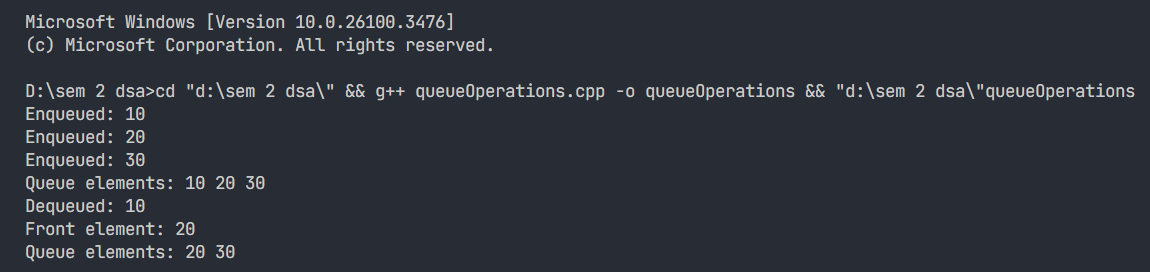 Microsoft Windows [Version 10.0.26100.3476]
(c) Microsoft Corporation. All rights reserved.
D:\sem 2 dsa>cd "d:\sem 2 dsa\" && g++ queueOperations.cpp -o queueOperations && "d:\sem 2 dsa\"queueOperations
Enqueued: 10
Enqueued: 20
Enqueued: 30
Queue elements: 10 20 30
Dequeued: 10
Front element: 20
Queue elements: 20 30